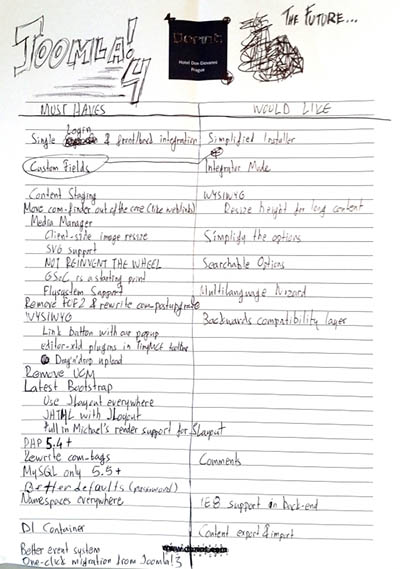 JOOMLA! 4
THE FUTURE...
Hotel Don Giovanni
Prague
MUST HAVES
WOULD LIKE
Single Login & front/back integration
Simplified Installer
Custom Fields
Integrator Mode
Content Staging
WYSIWYG
Move com-finder out of the core (like weblinks)
Resize height for long content
Media Manager
Client-side image resize
Simplify the options
SVG support
NOT REINVENT THE WHEEL
Searchable Options
GSoC is a starting point
Flysystem Support
Multilanguage Wizard
Remove FOF 2 & rewrite com-postupgrate
WYSIWYG
Backwards compatibility layer
Link button with one popup
editor-xtd plugins in TinyMCE toolbar
Drag'n'drop upload
Remove UCM
Latest Bootstrap
Use JLayout everywhere
JHTML with JLayout
Pull in Michael's render support for JLayout
PHP 5.4+
Rewrite com-tags
Comments
MySQL only 5.5+
Better defaults (password)
Namespaces everywhere
IE8 support in back-end
DI Container
Content export & import
Better event system
One-click migration from Joomla! 3